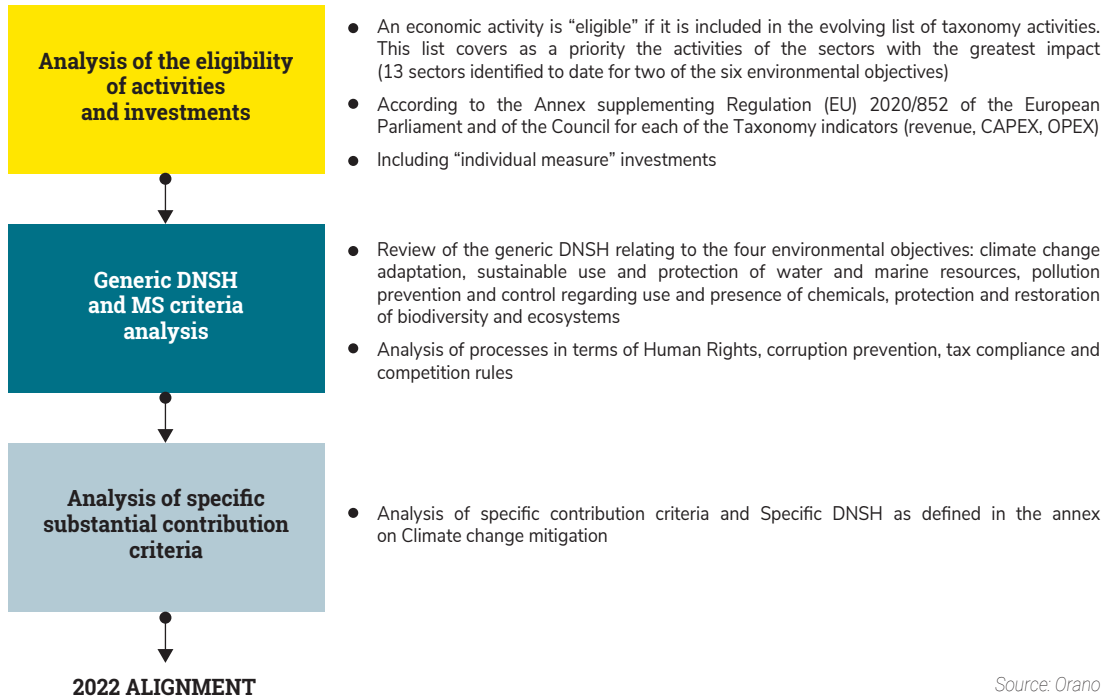 Analysis of the eligibility
of activities
and investments
● An economic activity is “eligible” if it is included in the evolving list of taxonomy activities.
This list covers as a priority the activities of the sectors with the greatest impact
(13 sectors identified to date for two of the six environmental objectives)
● According to the Annex supplementing Regulation (EU) 2020/852 of the European
Parliament and of the Council for each of the Taxonomy indicators (revenue, CAPEX, OPEX)
● Including “individual measure” investments
Generic DNSH
and MS criteria
analysis
● Review of the generic DNSH relating to the four environmental objectives: climate change
adaptation, sustainable use and protection of water and marine resources, pollution
prevention and control regarding use and presence of chemicals, protection and restoration
of biodiversity and ecosystems
● Analysis of processes in terms of Human Rights, corruption prevention, tax compliance and
competition rules
Analysis of specific
substantial contribution
criteria
● Analysis of specific contribution criteria and Specific DNSH as defined in the annex
on Climate change mitigation
2022 ALIGNMENT
Source: Orano